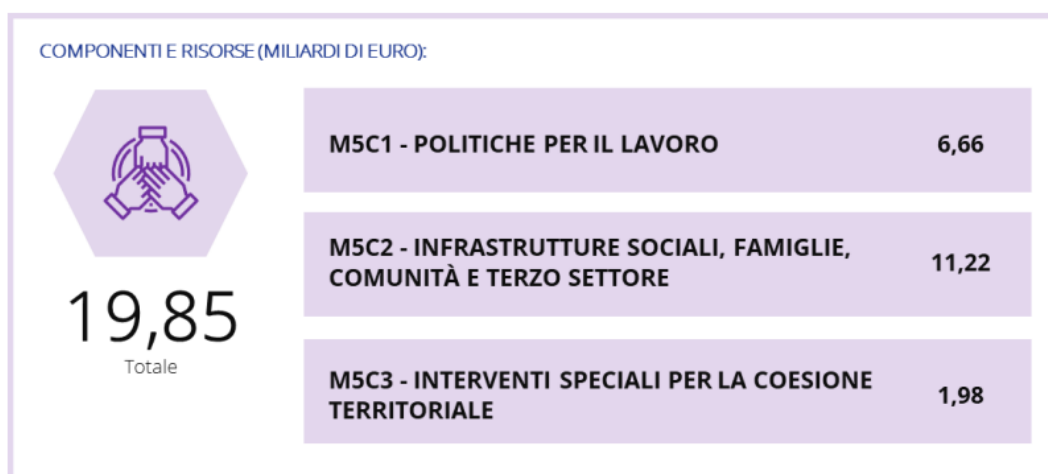 COMPONENTI E RISORSE (MILIARDI DI EURO):
19,85
Totale
M5C1 - POLITICHE PER IL LAVORO 6,66
M5C2 - INFRASTRUTTURE SOCIALI, FAMIGLIE,
COMUNITÀ E TERZO SETTORE
11,22
M5C3 - INTERVENTI SPECIALI PER LA COESIONE
TERRITORIALE
1,98